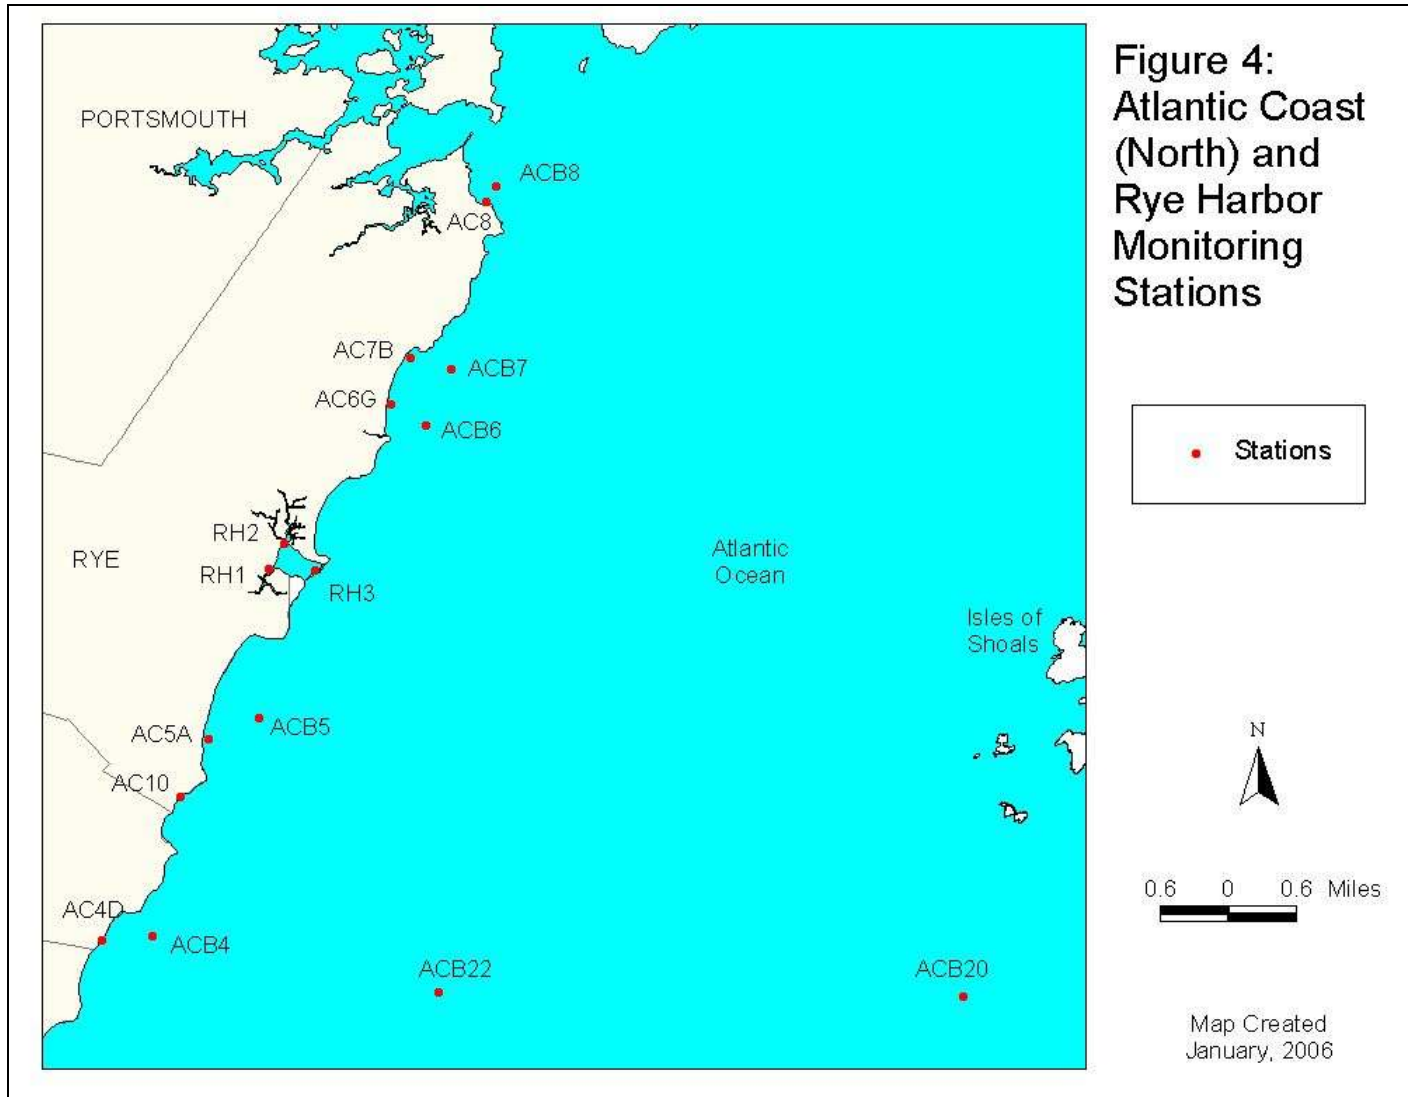 Figure 4:
Atlantic Coast
(North) and
Rye Harbor
Monitoring
Stations
PORTSMOUTH
ACB8
AC8
AC7B
ACB7
AC6G
ACB6
Stations
RH2
RYE
RH1
RH3
Atlantic
Ocean
Isles of
Shoals
AC5A
ACB5
AC10
N
0.6 0 0.6 Miles
AC4D
ACB4
ACB22
ACB20
Map Created
January, 2006